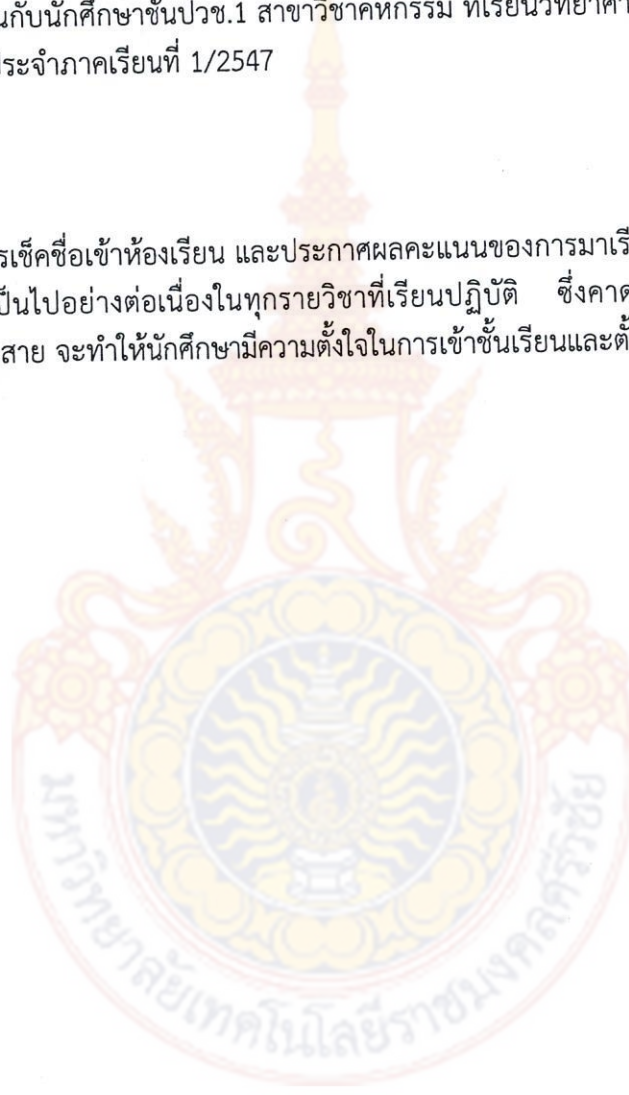 นกับนักศึกษาชั้นปวช.1 สาขาวิชาคหกรรม ที่เรียนวิทยาศา
ประจำภาคเรียนที่ 1/2547
รเช็คชื่อเข้าห้องเรียน และประกาศผลคะแนนของการมาเรี
ป็นไปอย่างต่อเนื่องในทุกรายวิชาที่เรียนปฏิบัติ ซึ่งคาด
สาย จะทำให้นักศึกษามีความตั้งใจในการเข้าชั้นเรียนและตั้
มหาวิทยาลัยเทคโนโลยีราชมงคลศรีวิชัย